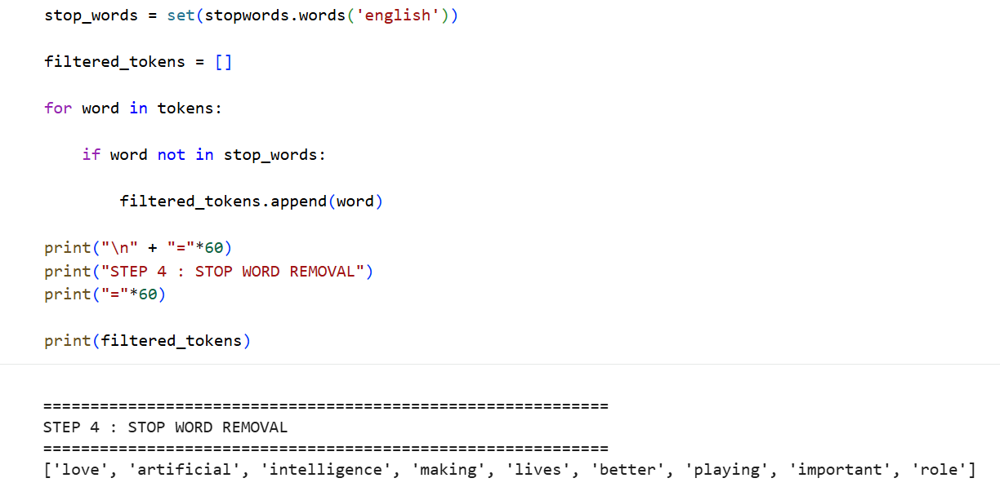 stop_words = set(stopwords.words('english'))
filtered_tokens = []
for word in tokens:
    if word not in stop_words:
        filtered_tokens.append(word)
print("\n" + "="*60)
print("STEP 4 : STOP WORD REMOVAL")
print("="*60)
print(filtered_tokens)
============================================================
STEP 4 : STOP WORD REMOVAL
============================================================
['love', 'artificial', 'intelligence', 'making', 'lives', 'better', 'playing', 'important', 'role']